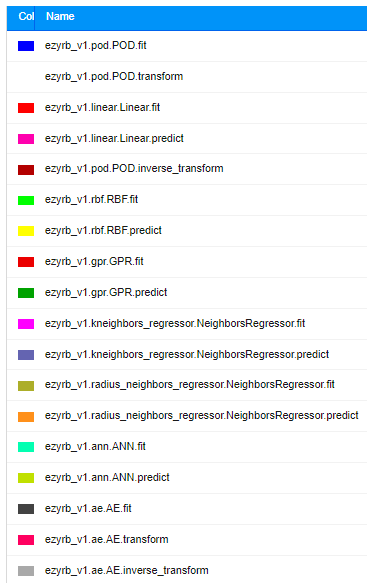 Col Name
ezyrb_v1.pod.POD.fit
ezyrb_v1.pod.POD.transform
ezyrb_v1.linear.Linear.fit
ezyrb_v1.linear.Linear.predict
ezyrb_v1.pod.POD.inverse_transform
ezyrb_v1.rbf.RBF.fit
ezyrb_v1.rbf.RBF.predict
ezyrb_v1.gpr.GPR.fit
ezyrb_v1.gpr.GPR.predict
ezyrb_v1.kneighbors_regressor.NeighborsRegressor.fit
ezyrb_v1.kneighbors_regressor.NeighborsRegressor.predict
ezyrb_v1.radius_neighbors_regressor.NeighborsRegressor.fit
ezyrb_v1.radius_neighbors_regressor.NeighborsRegressor.predict
ezyrb_v1.ann.ANN.fit
ezyrb_v1.ann.ANN.predict
ezyrb_v1.ae.AE.fit
ezyrb_v1.ae.AE.transform
ezyrb_v1.ae.AE.inverse_transform